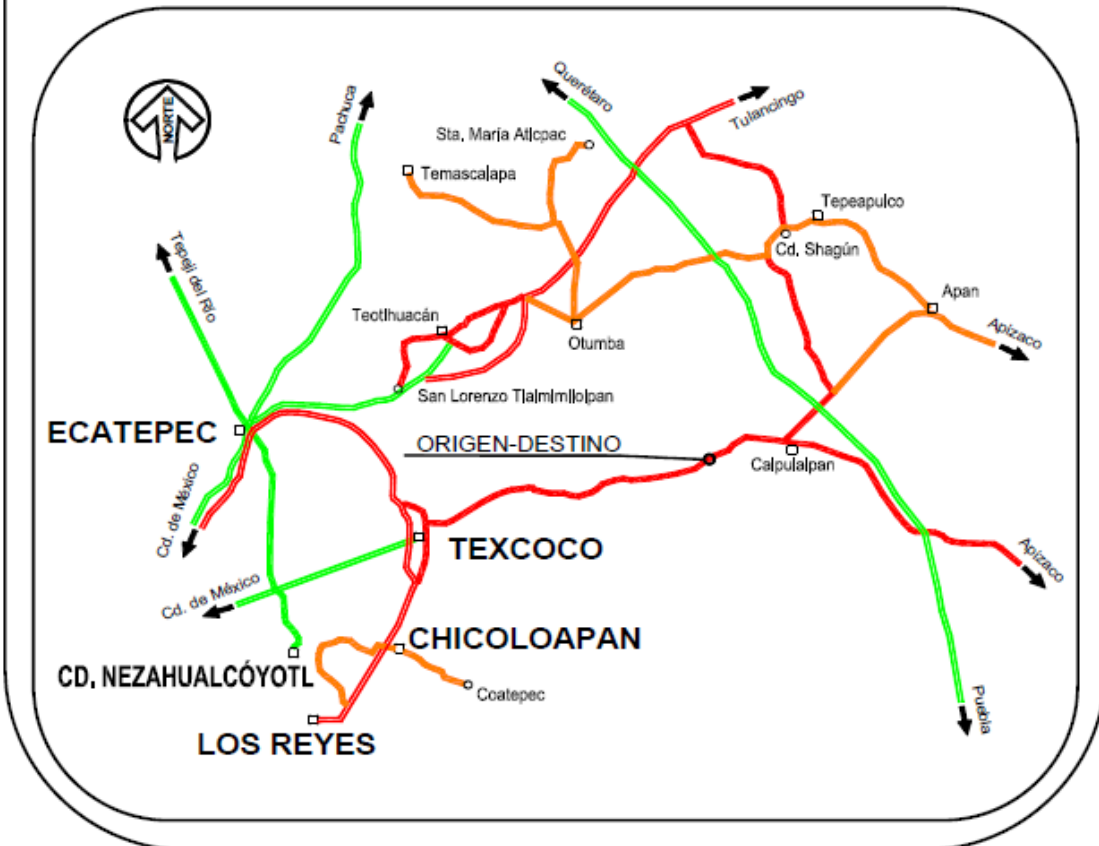 NORTE
Pachuca
Querétaro
Tulancingo
Sta. María Atlcpac
Temascalapa
Tepeapulco
Cd. Shagún
Tepeji del Río
Apan
Apizaco
Teotlhuacán
Otumba
San Lorenzo Tlalmimilolpan
ECATEPEC
ORIGEN-DESTINO
Calpulalpan
Cd. de México
TEXCOCO
Apizaco
Cd. de México
CHICOLOAPAN
CD. NEZAHUALCÓYOTL
Coatepec
Puebla
LOS REYES